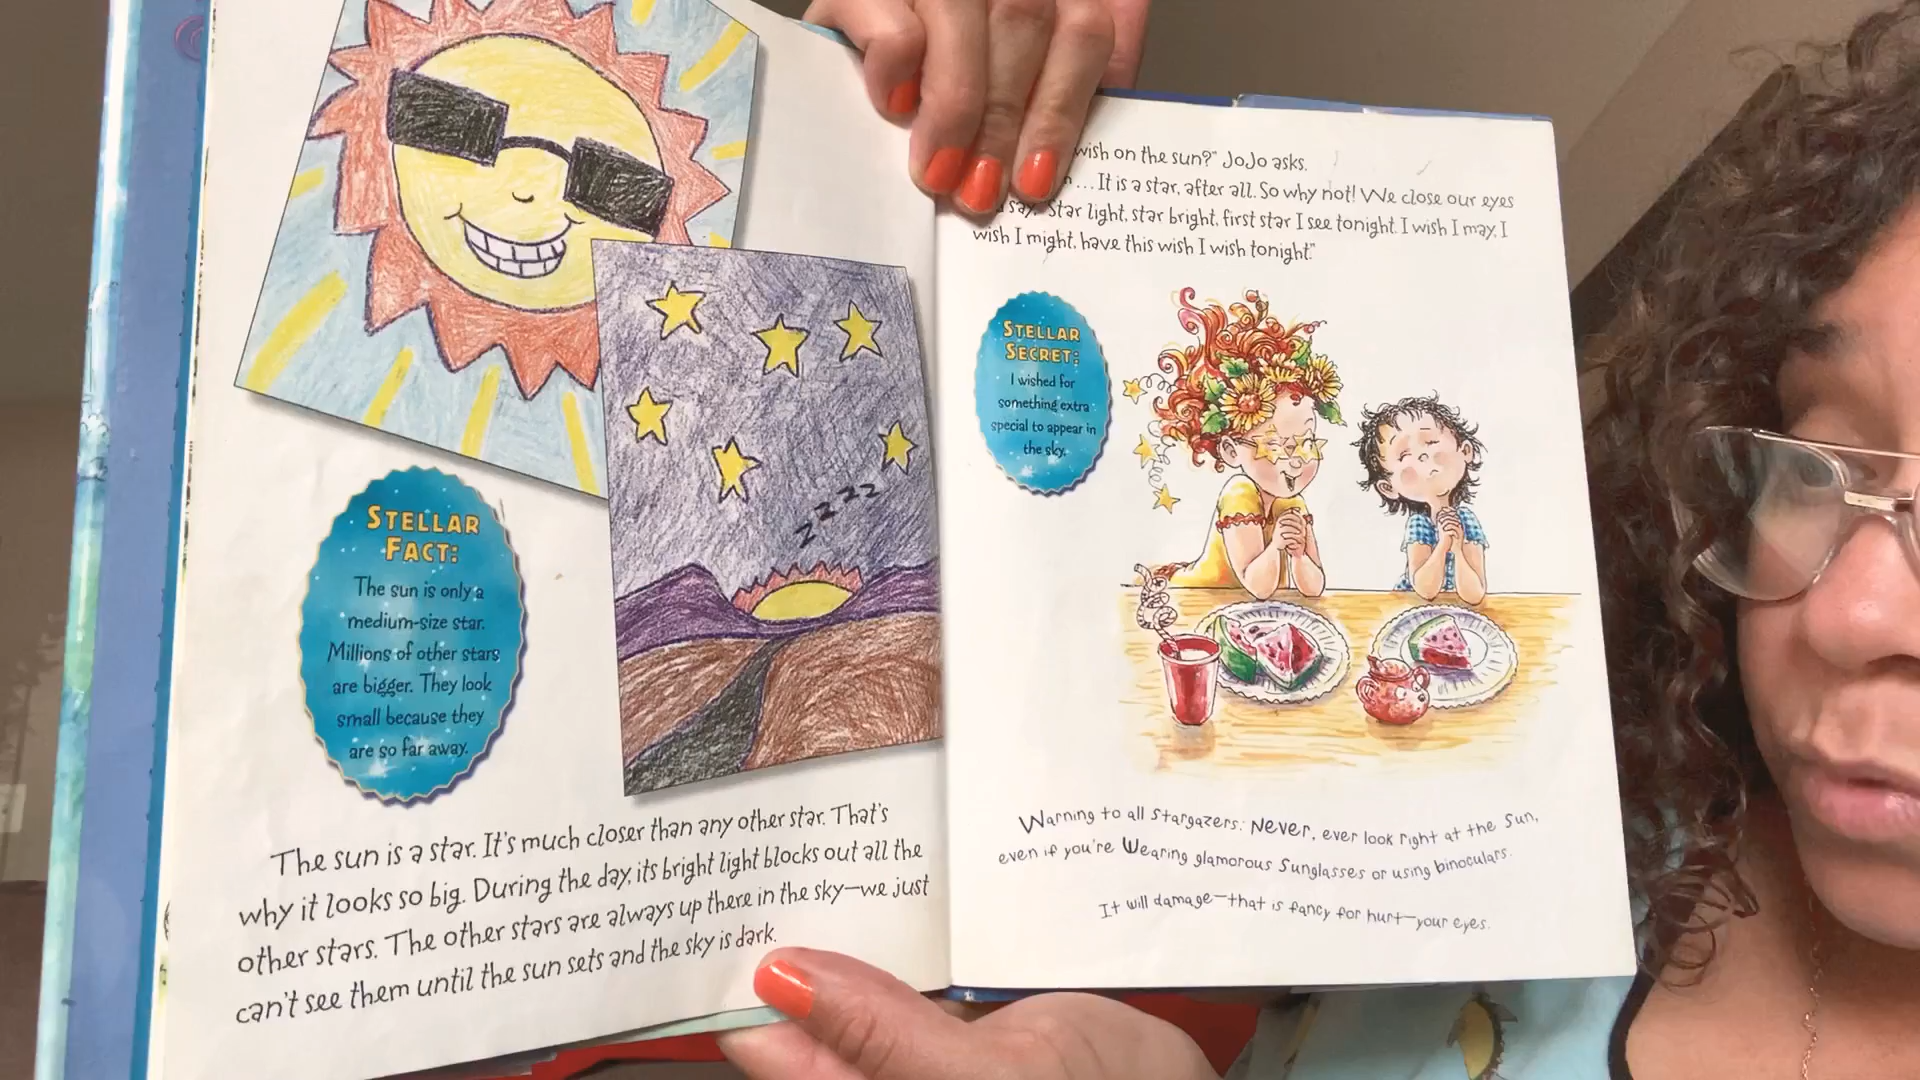 STELLAR
FACT:
The sun is only a
medium-size star.
Millions of other stars
are bigger. They look
small because they
are so far away.
zzzz
The sun is a star. It's much closer than any other star. That's
why it looks so big. During the day, its bright light blocks out all the
other stars. The other stars are always up there in the sky—we just
can't see them until the sun sets and the sky is dark.
wish on the sun?" JoJo asks.
...It is a star, after all. So why not! We close our eyes
say, "Star light, star bright, first star I see tonight. I wish I may, I
wish I might, have this wish I wish tonight."
STELLAR
SECRET:
I wished for
something extra
special to appear in
the sky.
Warning to all Stargazers: Never, ever look right at the Sun,
even if you're Wearing glamorous Sunglasses or using binoculars.
It will damage—that is fancy for hurt—your eyes.